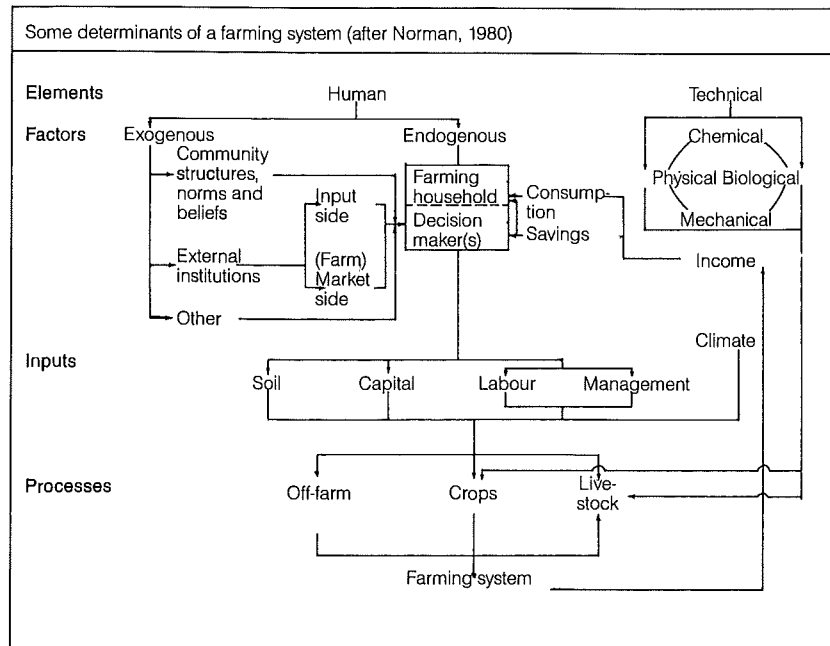 Some determinants of a farming system (after Norman, 1980)
Elements
Human
Technical
Factors
Exogenous
Endogenous
Chemical
Community
structures,
norms and
beliefs
Input
side
Farming
household
Decision
maker(s)
Consump-
tion
Savings
Physical Biological
Mechanical
External
institutions
(Farm)
Market
side
Income
Other
Climate
Inputs
Soil
Capital
Labour
Management
Processes
Off-farm
Crops
Live-
stock
Farming system